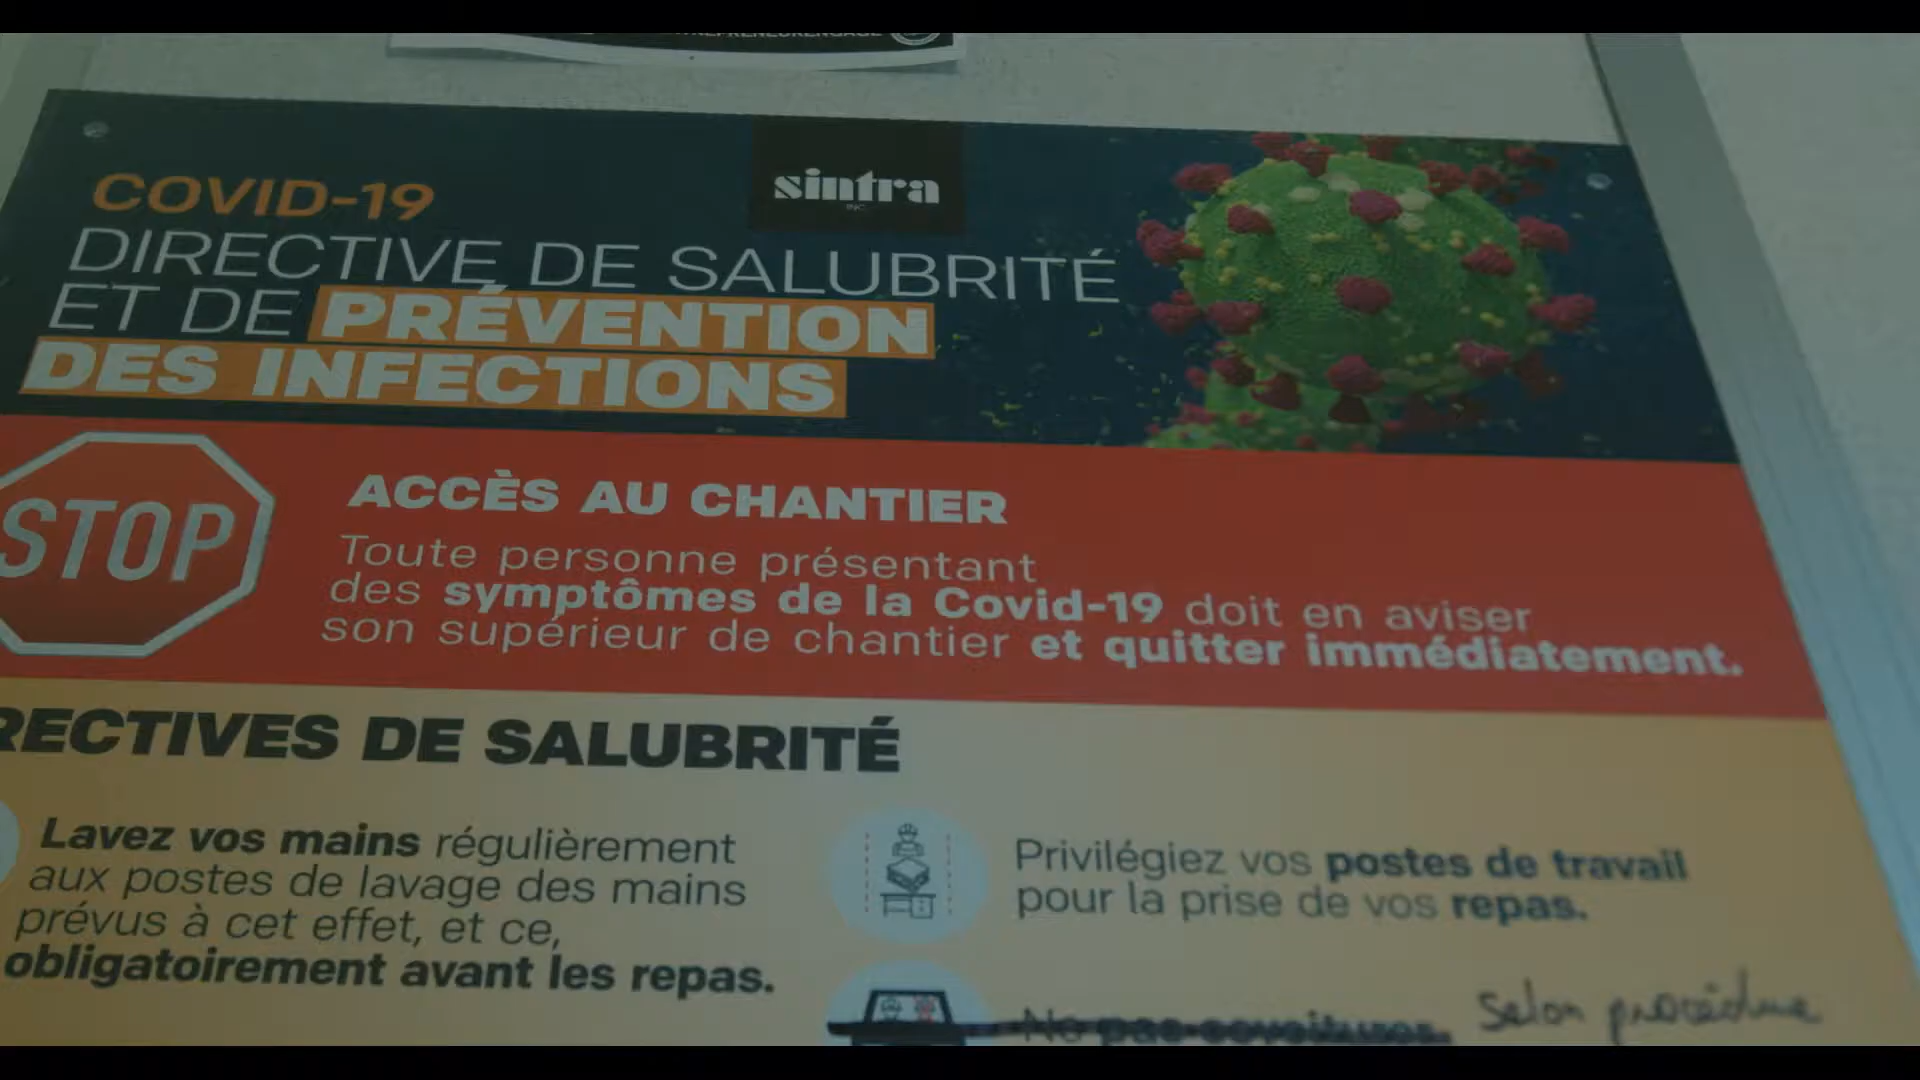 COVID-19
sintra
INC.
DIRECTIVE DE SALUBRITÉ
ET DE PRÉVENTION
DES INFECTIONS
STOP
ACCÈS AU CHANTIER
Toute personne présentant
des symptômes de la Covid-19 doit en aviser
son supérieur de chantier et quitter immédiatement.
RECTIVES DE SALUBRITÉ
Lavez vos mains régulièrement
aux postes de lavage des mains
prévus à cet effet, et ce,
obligatoirement avant les repas.
Privilégiez vos postes de travail
pour la prise de vos repas.
Ne pas covoiturer.
Selon procédure